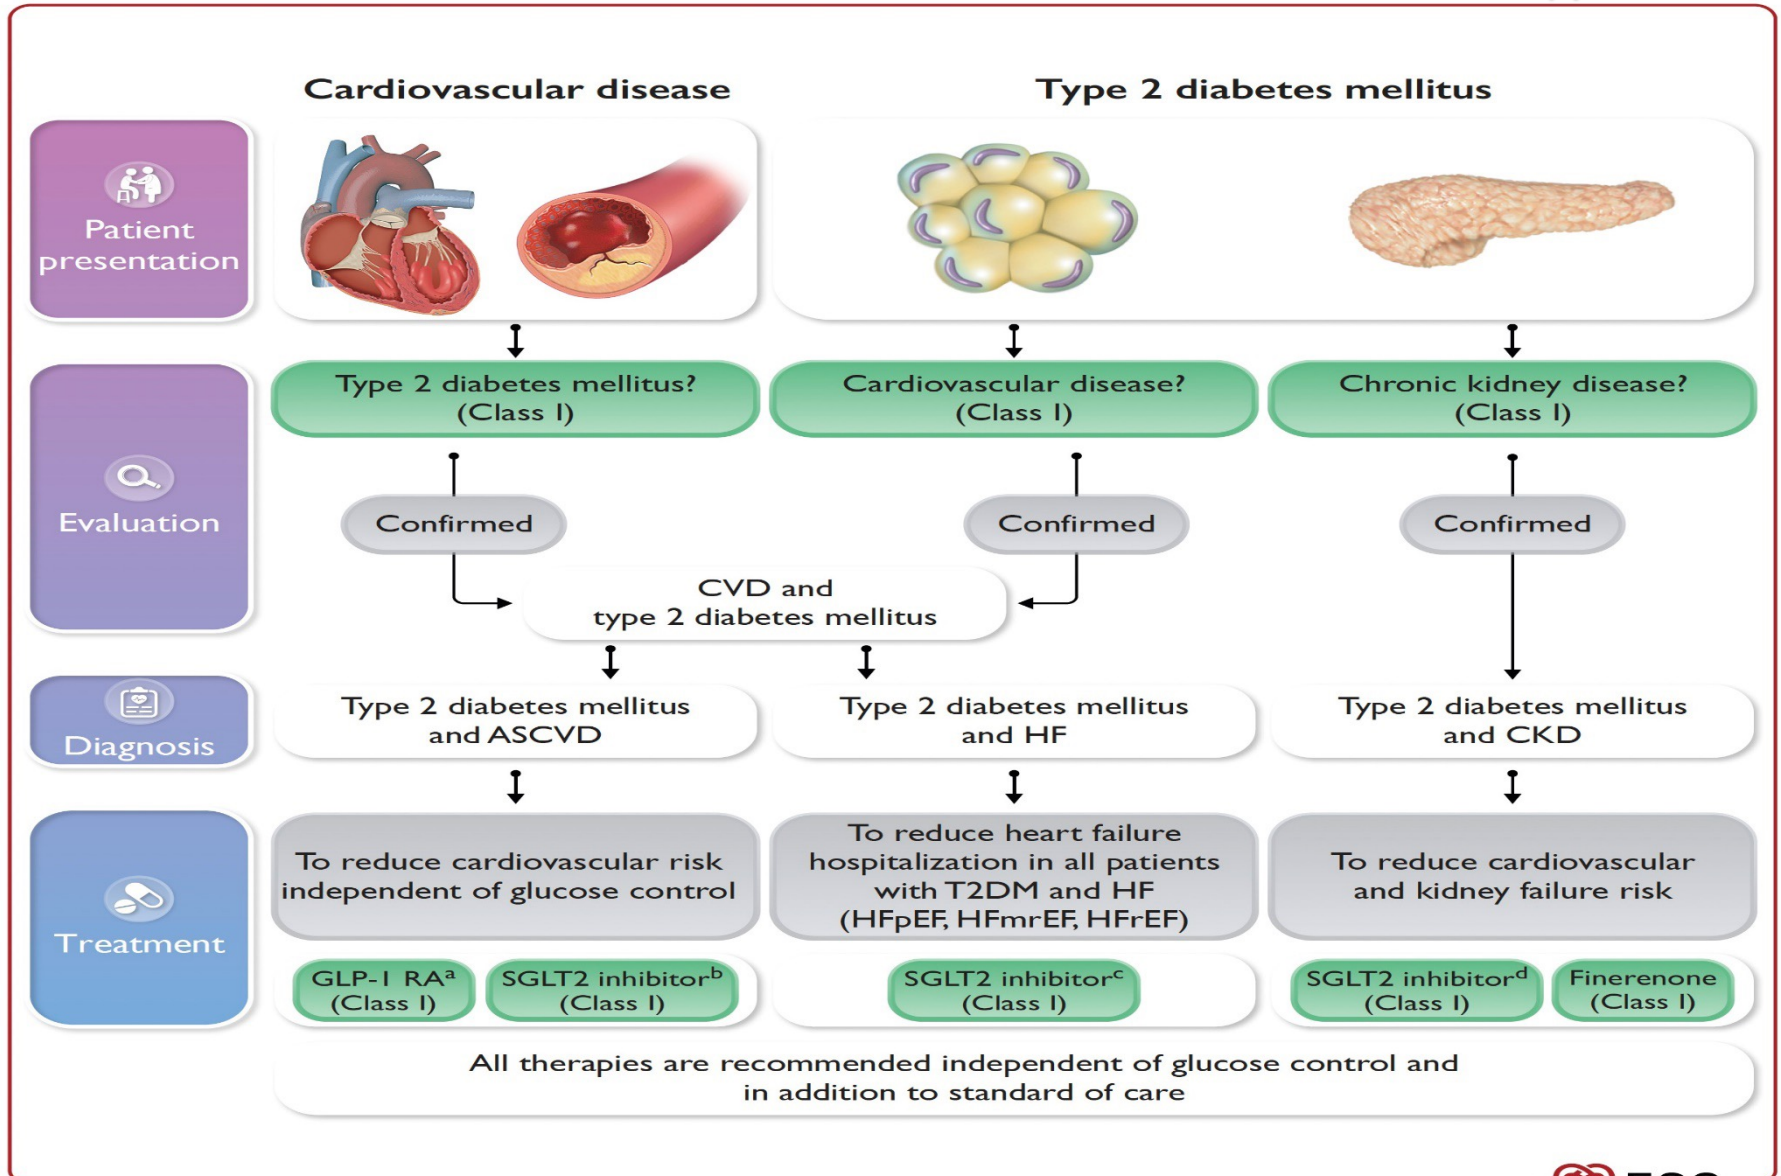 Cardiovascular disease
Type 2 diabetes mellitus
Patient
presentation
Type 2 diabetes mellitus?
(Class I)
Cardiovascular disease?
(Class I)
Chronic kidney disease?
(Class I)
Evaluation
Confirmed
Confirmed
Confirmed
CVD and
type 2 diabetes mellitus
Diagnosis
Type 2 diabetes mellitus
and ASCVD
Type 2 diabetes mellitus
and HF
Type 2 diabetes mellitus
and CKD
Treatment
To reduce cardiovascular risk
independent of glucose control
To reduce heart failure
hospitalization in all patients
with T2DM and HF
(HFpEF, HFmrEF, HFrEF)
To reduce cardiovascular
and kidney failure risk
GLP-1 RAᵃ
(Class I)
SGLT2 inhibitorᵇ
(Class I)
SGLT2 inhibitorᶜ
(Class I)
SGLT2 inhibitorᵈ
(Class I)
Finerenone
(Class I)
All therapies are recommended independent of glucose control and
in addition to standard of care